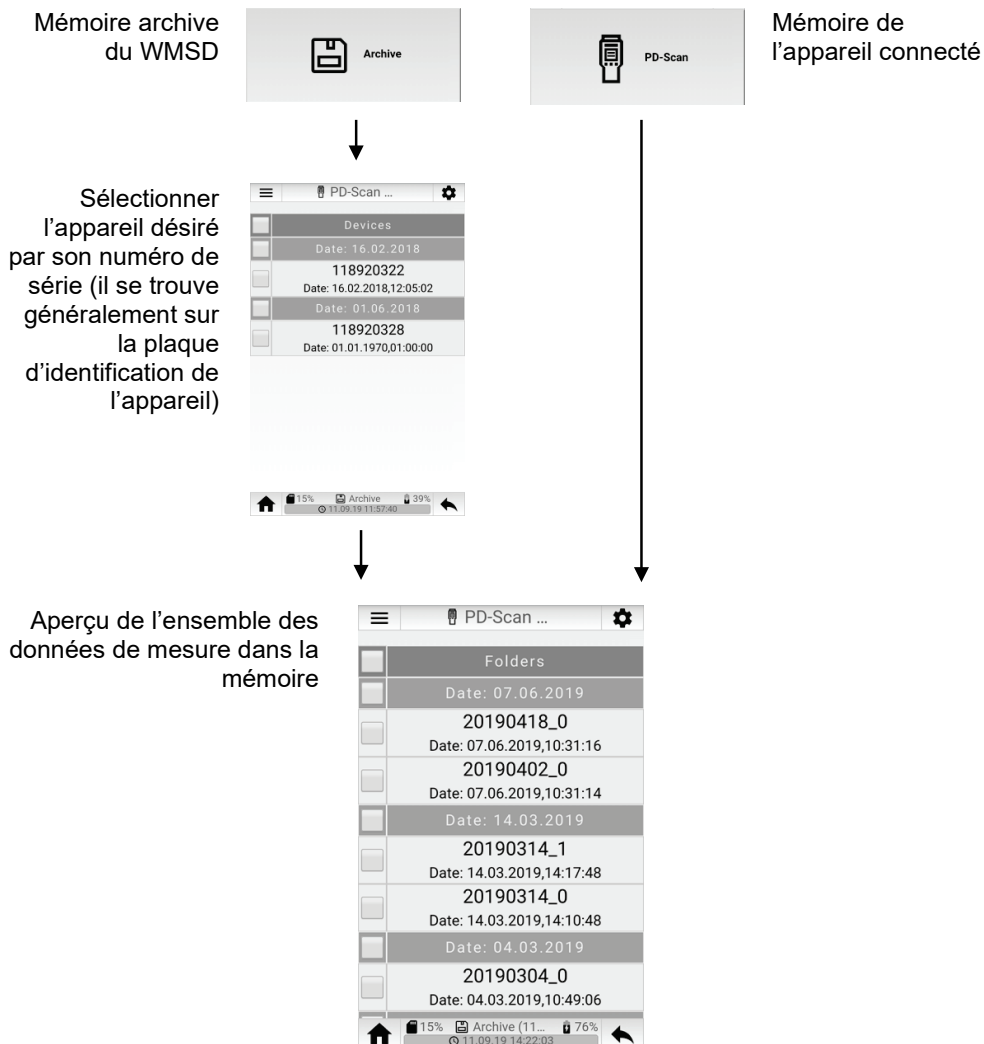 Mémoire archive
du WMSD
Archive
PD-Scan
Mémoire de
l’appareil connecté
Sélectionner
l’appareil désiré
par son numéro de
série (il se trouve
généralement sur
la plaque
d’identification de
l’appareil)
PD-Scan ...
Devices
Date: 16.02.2018
118920322
Date: 16.02.2018,12:05:02
Date: 01.06.2018
118920328
Date: 01.01.1970,01:00:00
15% Archive 39%
11.09.19 11:57:40
Aperçu de l’ensemble des
données de mesure dans la
mémoire
PD-Scan ...
Folders
Date: 07.06.2019
20190418_0
Date: 07.06.2019,10:31:16
20190402_0
Date: 07.06.2019,10:31:14
Date: 14.03.2019
20190314_1
Date: 14.03.2019,14:17:48
20190314_0
Date: 14.03.2019,14:10:48
Date: 04.03.2019
20190304_0
Date: 04.03.2019,10:49:06
15% Archive (11... 76%
11.09.19 14:22:03